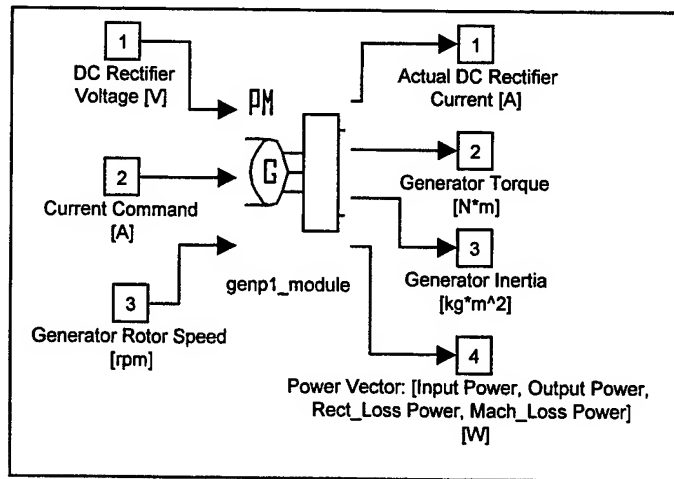 1
DC Rectifier
Voltage [V]
2
Current Command
[A]
3
Generator Rotor Speed
[rpm]
PM
G
genp1_module
1
Actual DC Rectifier
Current [A]
2
Generator Torque
[N*m]
3
Generator Inertia
[kg*m^2]
4
Power Vector: [Input Power, Output Power,
Rect_Loss Power, Mach_Loss Power]
[W]